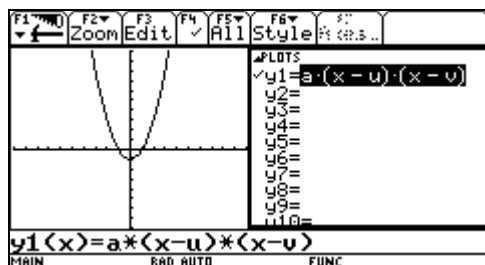 F1 F2 F3 F4 F5 F6
Zoom Edit ✓ All Style
PLOTS
✓y1=a·(x-u)·(x-v)
y2=
y3=
y4=
y5=
y6=
y7=
y8=
y9=
y10=
y1(x)=a*(x-u)*(x-v)
MAIN RAD AUTO FUNC